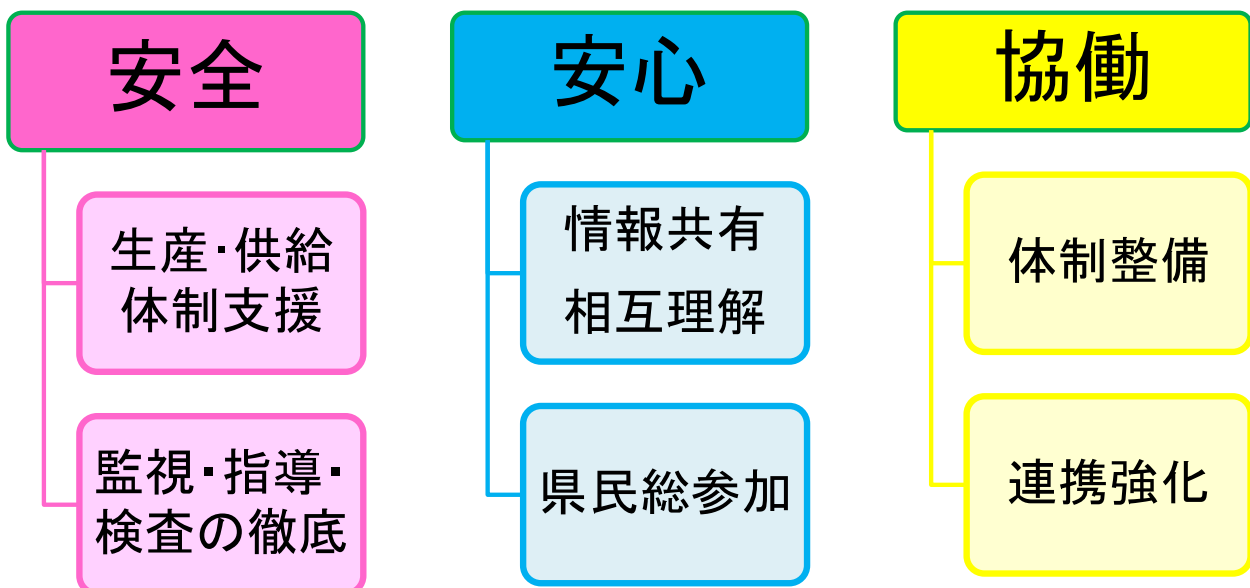 安全
生産・供給
体制支援
監視・指導・
検査の徹底
安心
情報共有
相互理解
県民総参加
協働
体制整備
連携強化